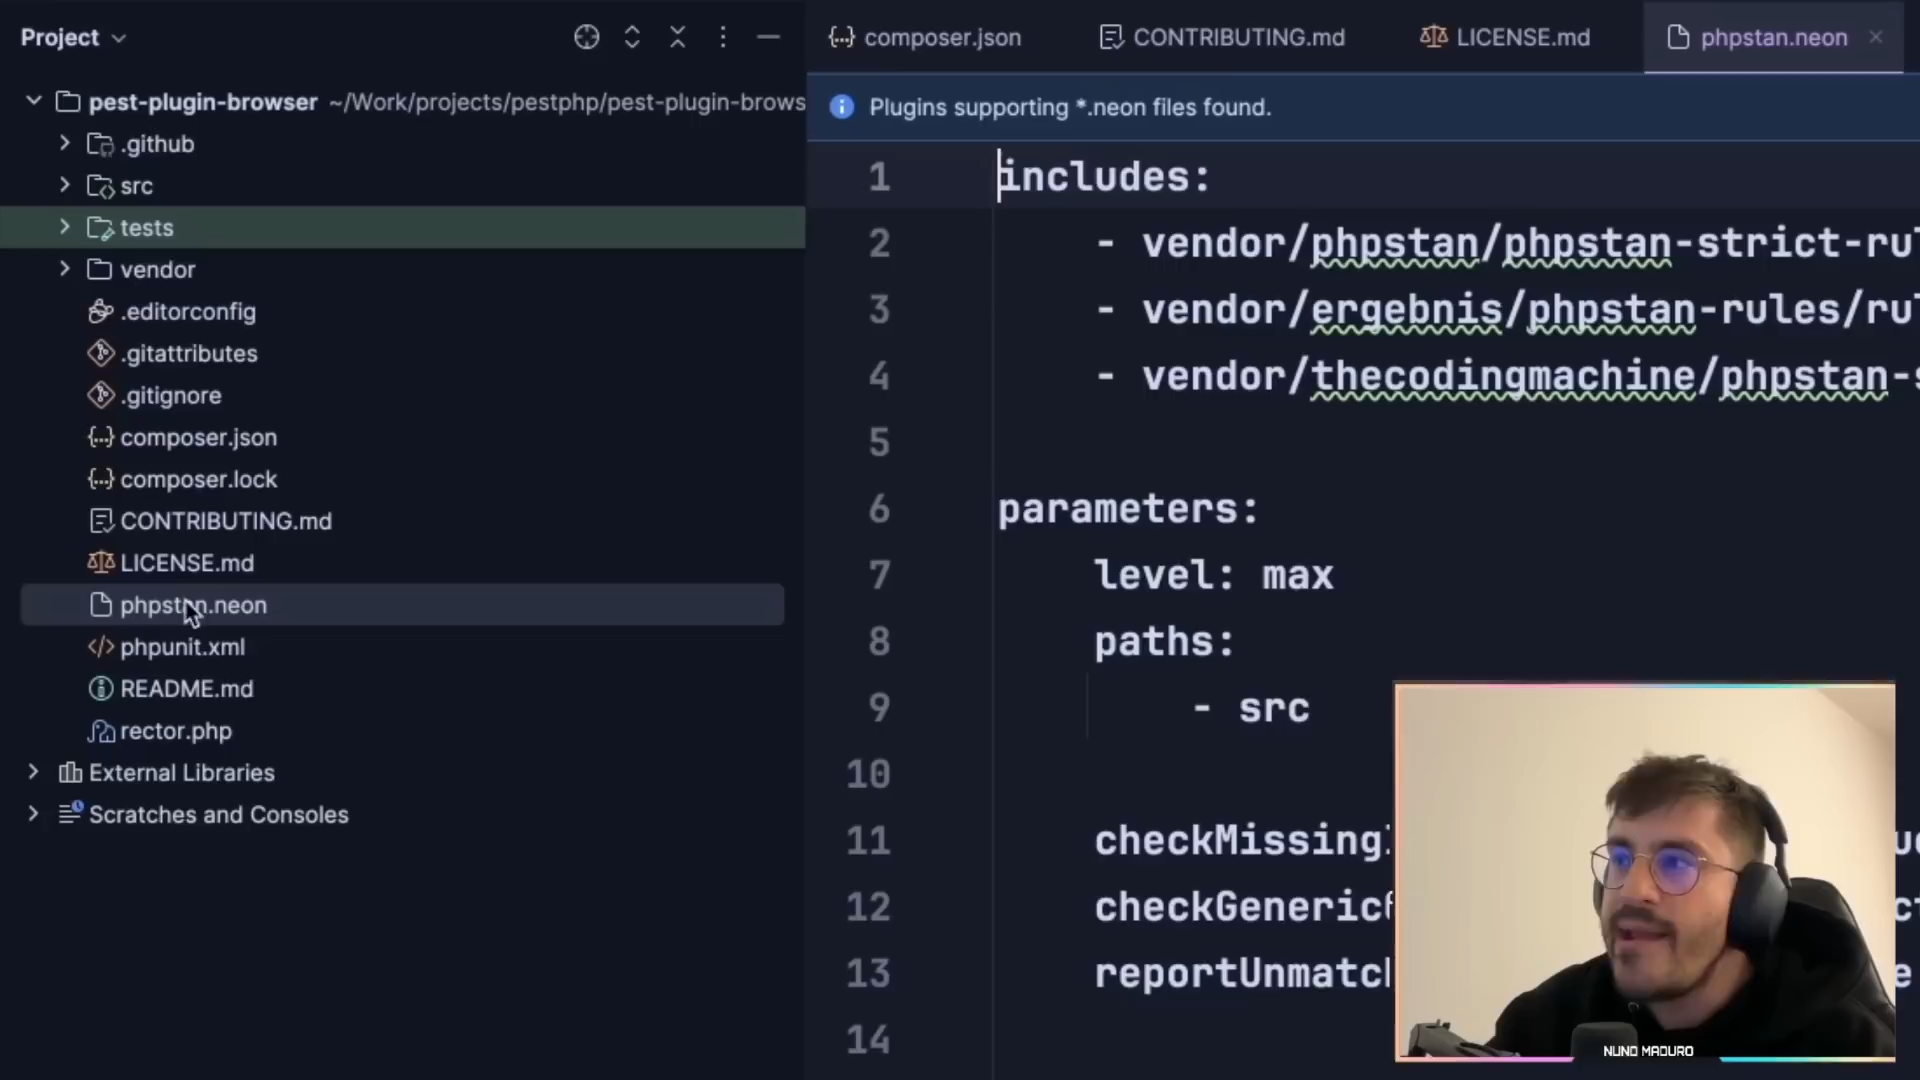 Project
composer.json
CONTRIBUTING.md
LICENSE.md
phpstan.neon
pest-plugin-browser ~/Work/projects/pestphp/pest-plugin-brows
.github
src
tests
vendor
.editorconfig
.gitattributes
.gitignore
composer.json
composer.lock
CONTRIBUTING.md
LICENSE.md
phpstan.neon
phpunit.xml
README.md
rector.php
External Libraries
Scratches and Consoles
Plugins supporting *.neon files found.
1 includes:
2 - vendor/phpstan/phpstan-strict-rul
3 - vendor/ergebnis/phpstan-rules/rul
4 - vendor/thecodingmachine/phpstan-s
5
6 parameters:
7 level: max
8 paths:
9 - src
10
11 checkMissing
12 checkGeneric
13 reportUnmatc
14
NUNO MADURO